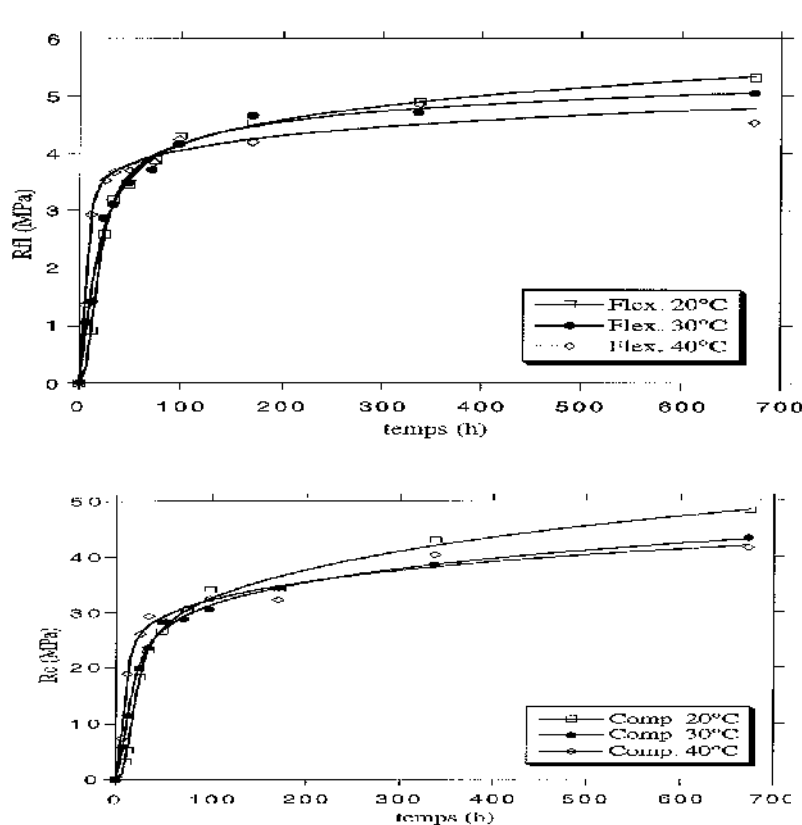 6
5
4
3
2
1
0
Rfl (MPa)
Flex. 20°C
Flex. 30°C
Flex. 40°C
0 100 200 300 400 500 600 700
temps (h)
50
40
30
20
10
0
Rc (MPa)
Comp 20°C
Comp 30°C
Comp. 40°C
0 100 200 300 400 500 600 700
temps (h)